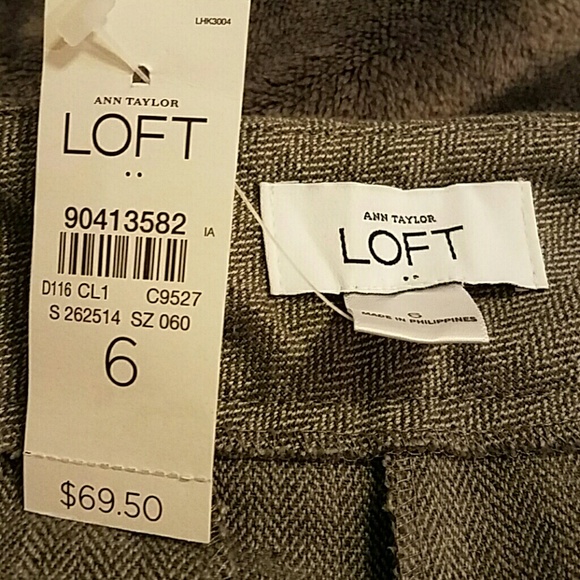 LHK3004
ANN TAYLOR
LOFT
90413582
IA
D116 CL1 C9527
S 262514 SZ 060
6
$69.50
ANN TAYLOR
LOFT
6
MADE IN PHILIPPINES